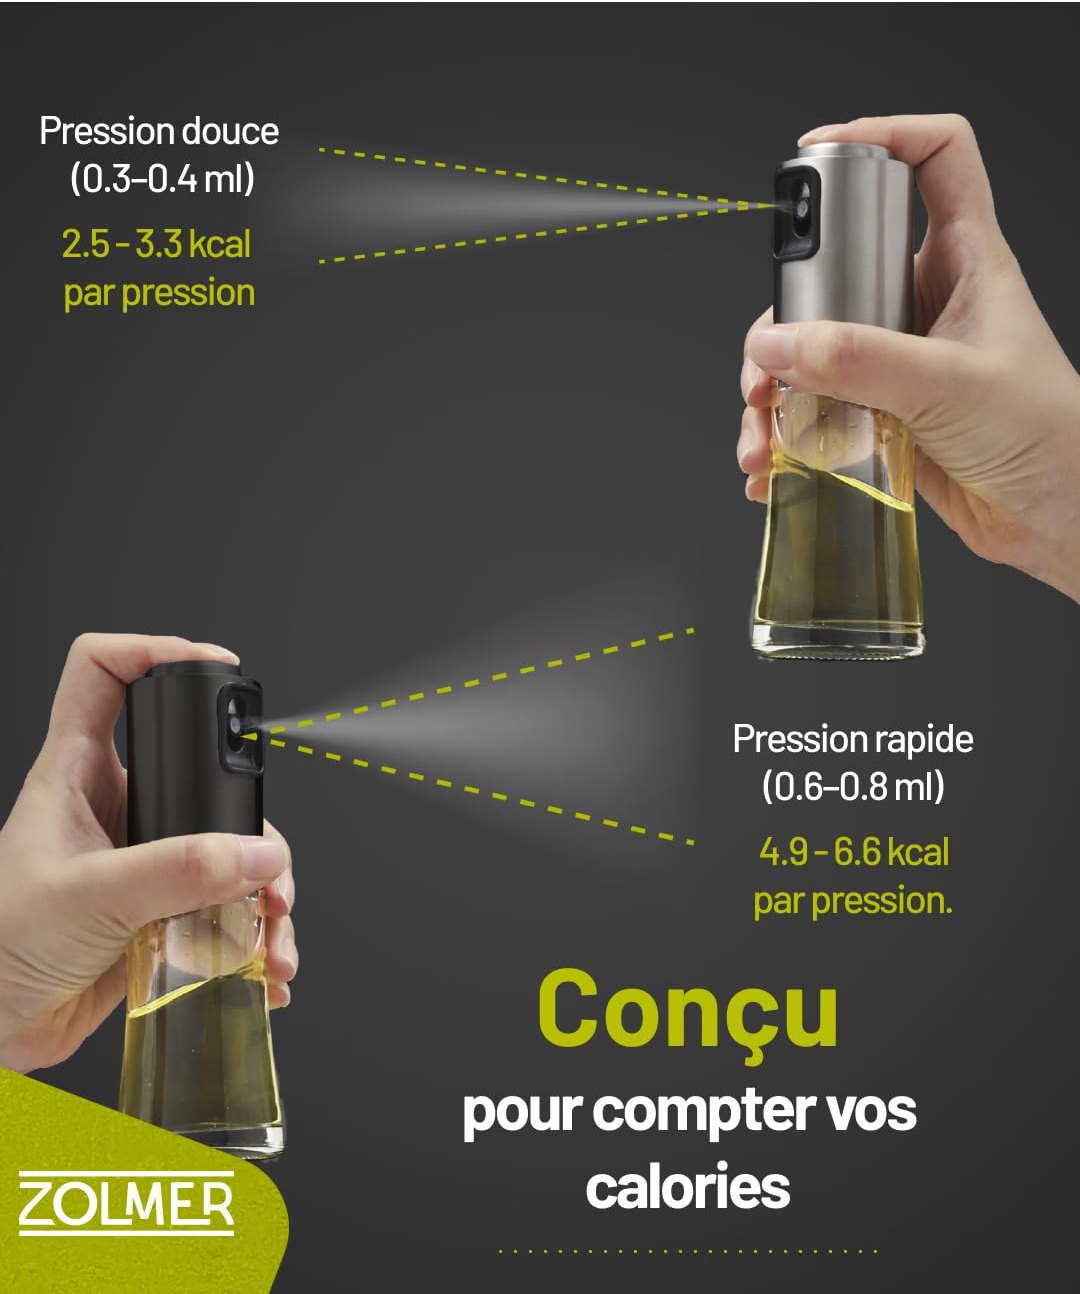 Pression douce
(0.3–0.4 ml)
2.5 - 3.3 kcal
par pression
Pression rapide
(0.6–0.8 ml)
4.9 - 6.6 kcal
par pression.
Conçu
pour compter vos
calories
ZOLMER